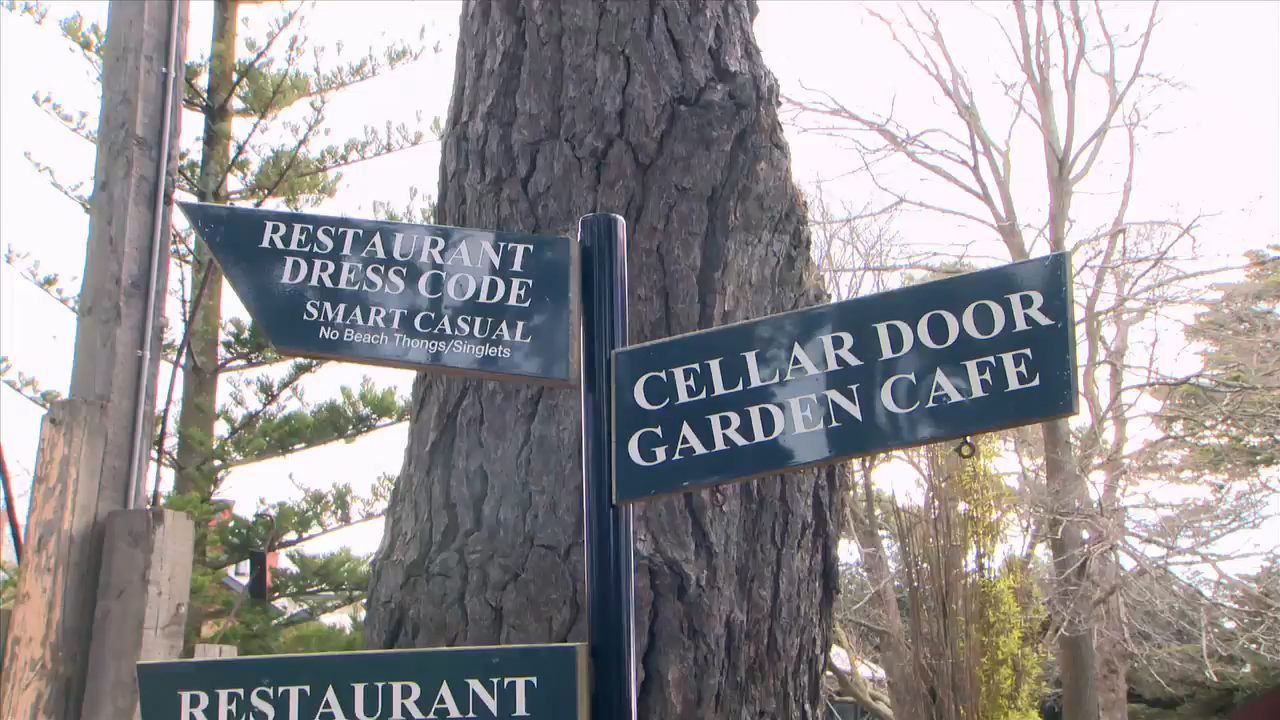 RESTAURANT
DRESS CODE
SMART CASUAL
No Beach Thongs/Singlets
CELLAR DOOR
GARDEN CAFE
RESTAURANT